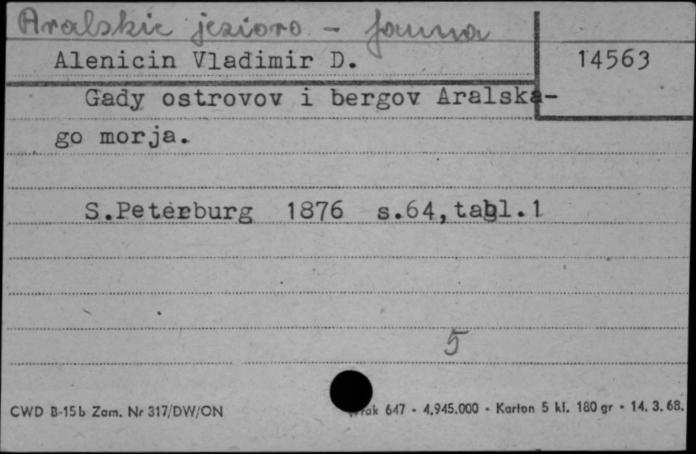 Aralskie jezioro - fauna
Alenicin Vladimir D.
14563
Gady ostrovov i bergov Aralska-
go morja.
S.Peterburg 1876 s.64,tabl.1
5
CWD B-15b Zam. Nr 317/DW/ON
647 - 4.945.000 - Karton 5 kl. 180 gr - 14. 3. 68.